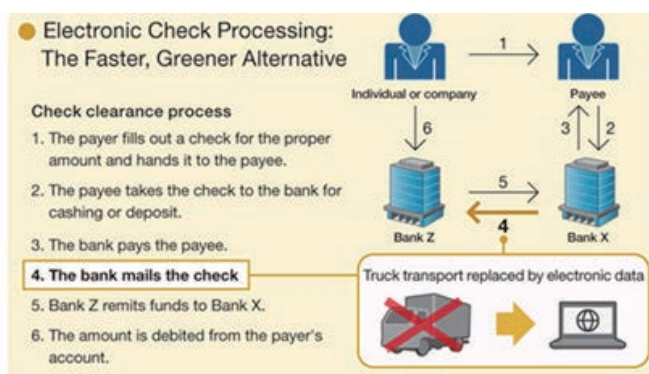 Electronic Check Processing:
The Faster, Greener Alternative
Check clearance process
1. The payer fills out a check for the proper
amount and hands it to the payee.
2. The payee takes the check to the bank for
cashing or deposit.
3. The bank pays the payee.
4. The bank mails the check
5. Bank Z remits funds to Bank X.
6. The amount is debited from the payer's
account.
1
Individual or company
Payee
6
3
2
5
4
Bank Z
Bank X
Truck transport replaced by electronic data